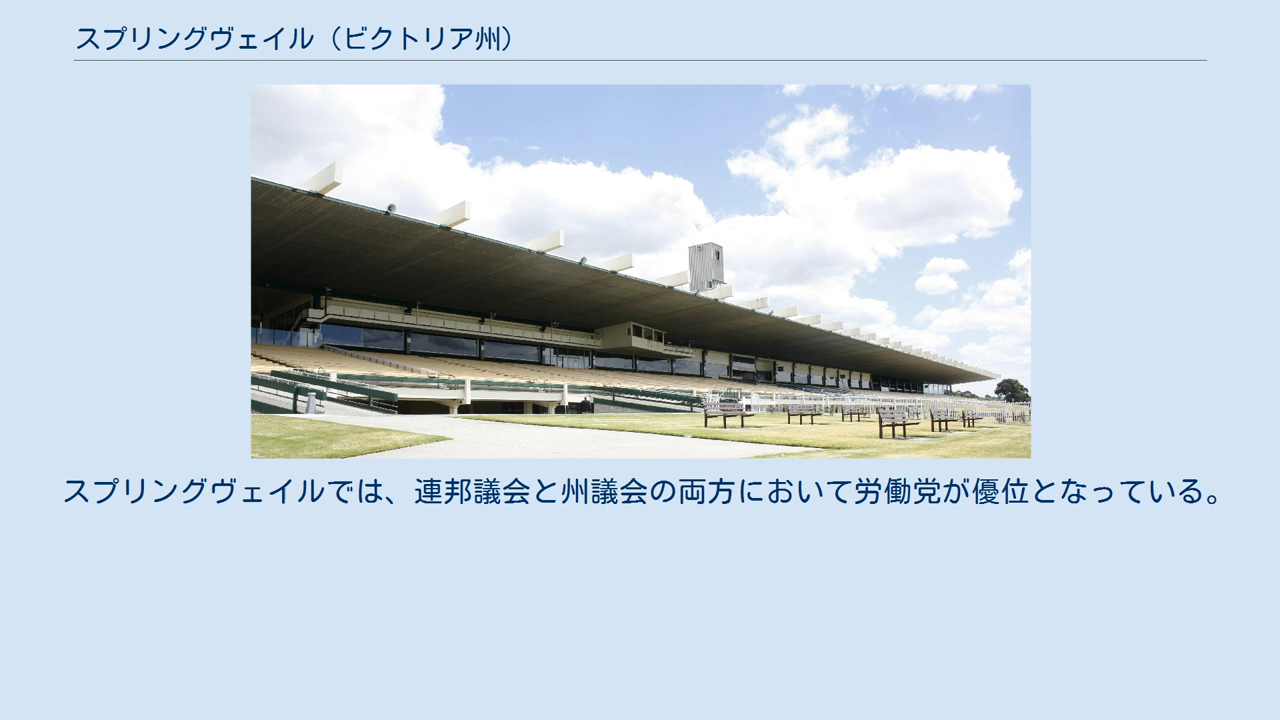 スプリングヴェイル（ビクトリア州）
スプリングヴェイルでは、連邦議会と州議会の両方において労働党が優位となっている。